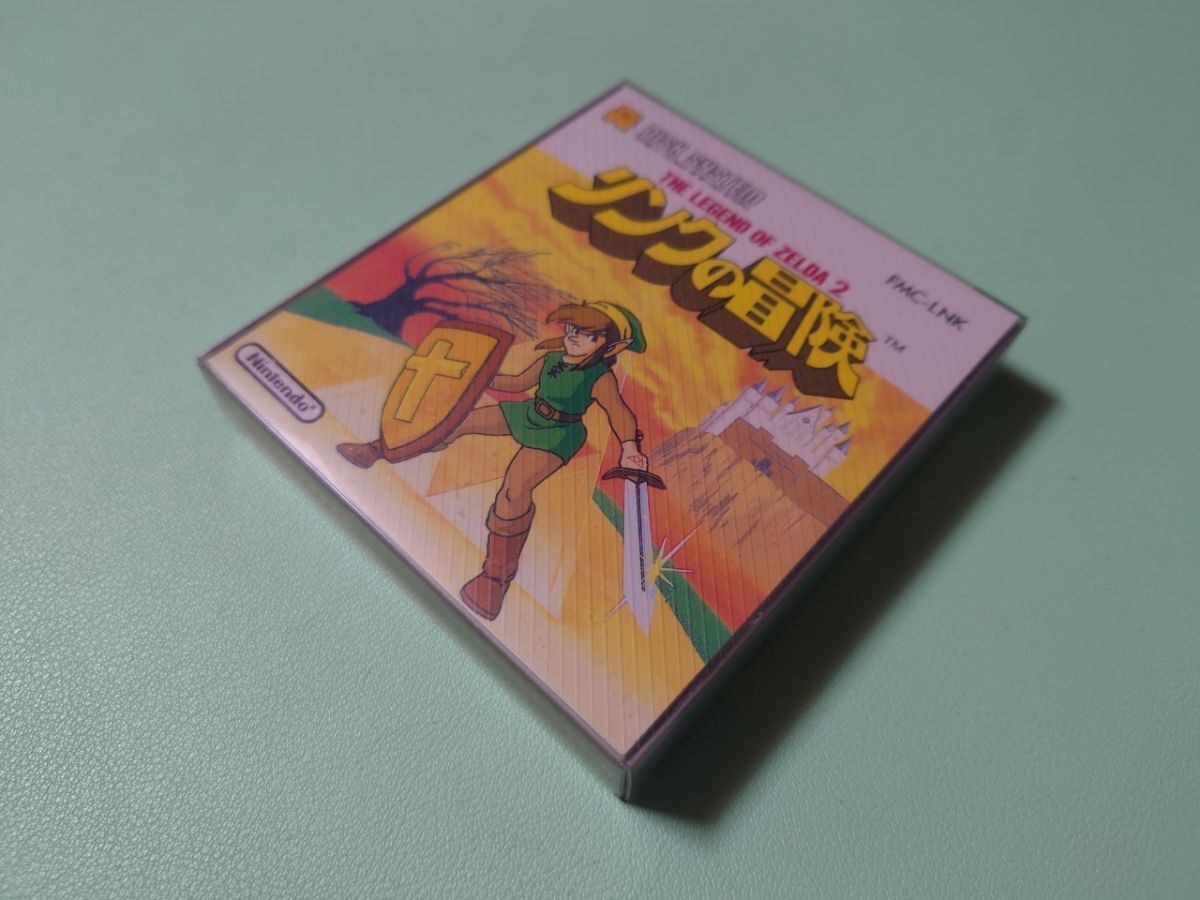 DISK SYSTEM
THE LEGEND OF ZELDA 2
リンクの冒険
TM
FMC-LNK
Nintendo®